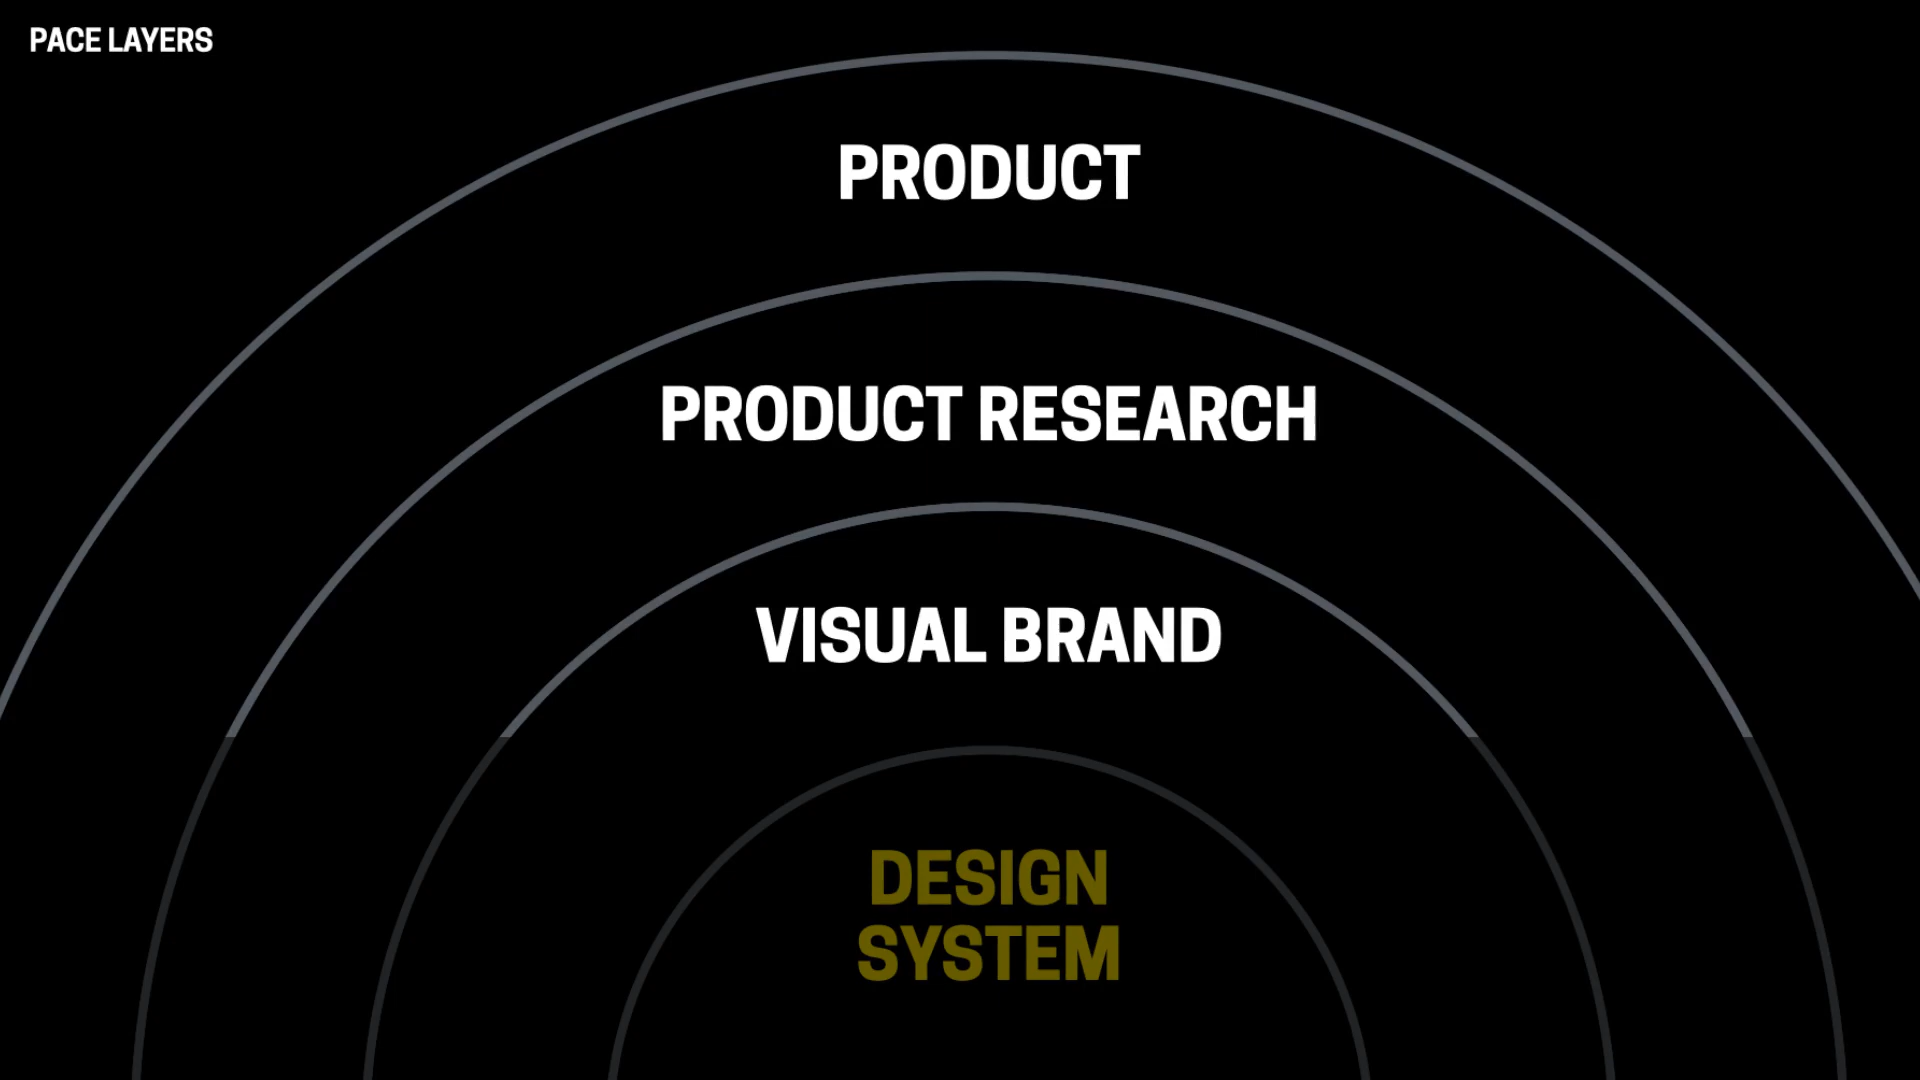 PACE LAYERS
PRODUCT
PRODUCT RESEARCH
VISUAL BRAND
DESIGN
SYSTEM